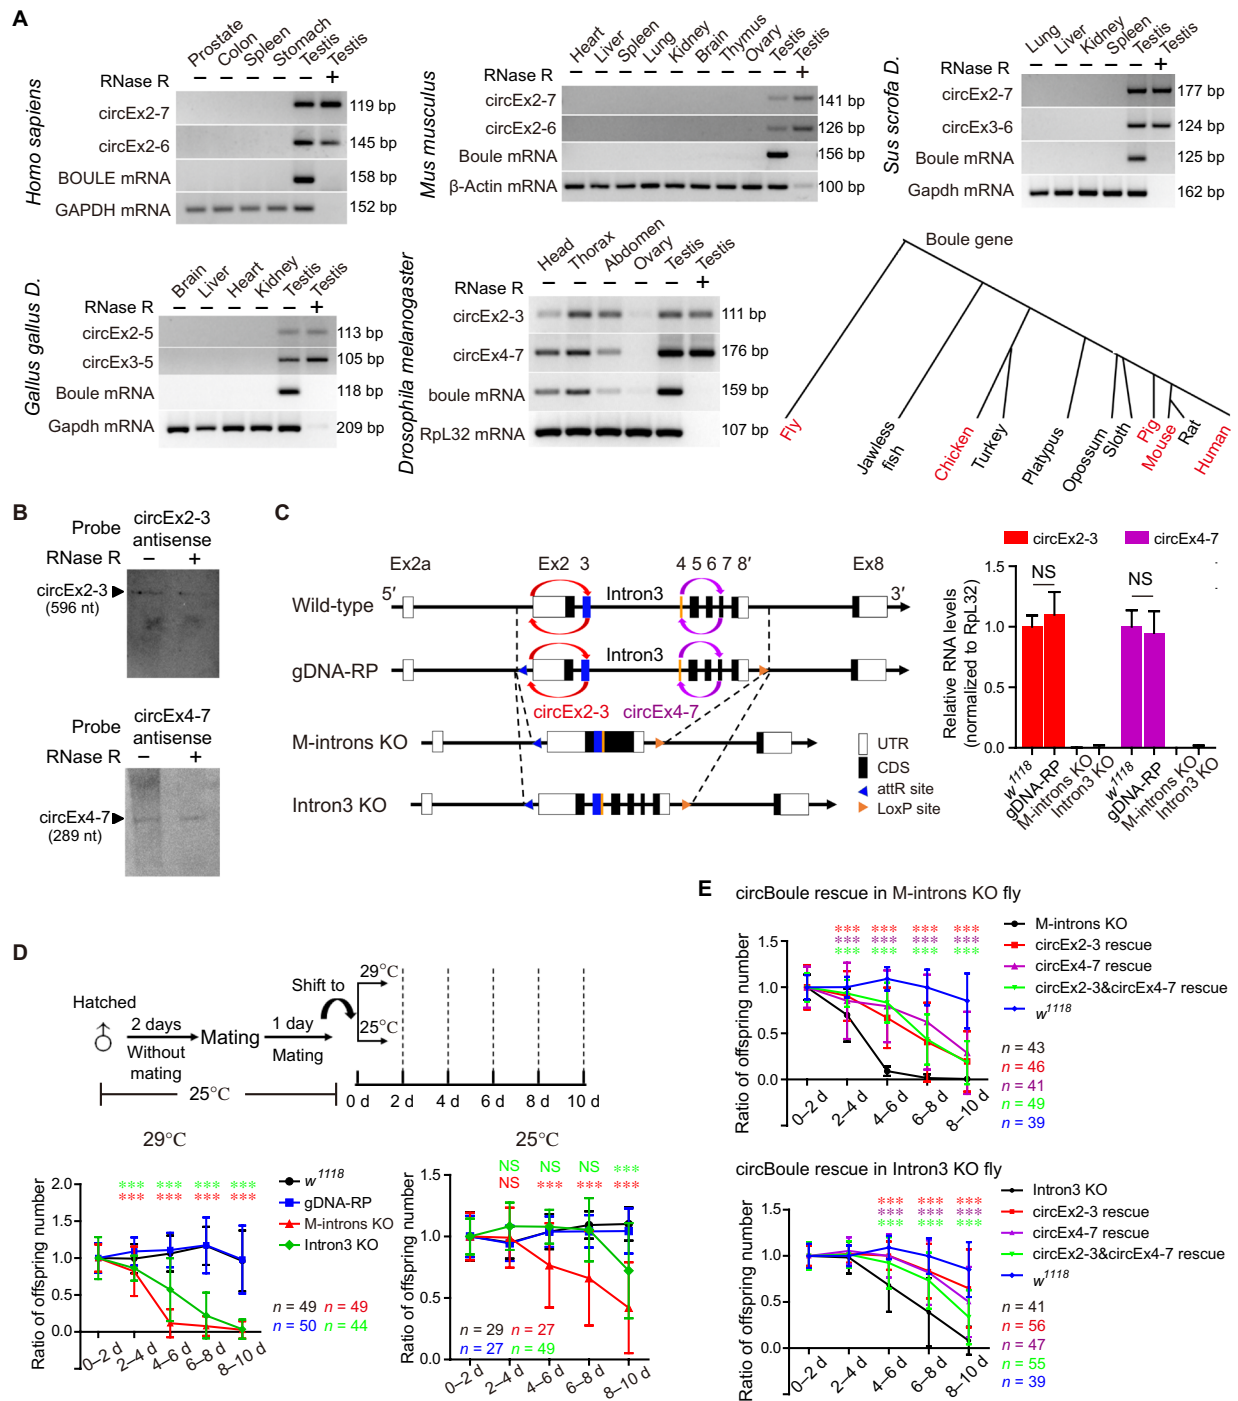 A
Homo sapiens
Prostate
Colon
Spleen
Stomach
Testis
Testis
RNase R − − − − − +
circEx2-7 119 bp
circEx2-6 145 bp
BOULE mRNA 158 bp
GAPDH mRNA 152 bp
Mus musculus
Heart
Liver
Spleen
Lung
Kidney
Brain
Thymus
Ovary
Testis
Testis
RNase R − − − − − − − − − +
circEx2-7 141 bp
circEx2-6 126 bp
Boule mRNA 156 bp
β-Actin mRNA 100 bp
Sus scrofa D.
Lung
Liver
Kidney
Spleen
Testis
Testis
RNase R − − − − − +
circEx2-7 177 bp
circEx3-6 124 bp
Boule mRNA 125 bp
Gapdh mRNA 162 bp
Gallus gallus D.
Brain
Liver
Heart
Kidney
Testis
Testis
RNase R − − − − − +
circEx2-5 113 bp
circEx3-5 105 bp
Boule mRNA 118 bp
Gapdh mRNA 209 bp
Drosophila melanogaster
Head
Thorax
Abdomen
Ovary
Testis
Testis
RNase R − − − − − +
circEx2-3 111 bp
circEx4-7 176 bp
boule mRNA 159 bp
RpL32 mRNA 107 bp
Boule gene
Fly
Jawless fish
Chicken
Turkey
Platypus
Opossum
Sloth
Pig
Mouse
Rat
Human
B
Probe circEx2-3 antisense
RNase R − +
circEx2-3
(596 nt)
Probe circEx4-7 antisense
RNase R − +
circEx4-7
(289 nt)
C
Ex2a Ex2 3 4 5 6 7 8′ Ex8
5′ 3′
Wild-type Intron3
gDNA-RP Intron3
circEx2-3 circEx4-7
M-introns KO
Intron3 KO
UTR
CDS
attR site
LoxP site
circEx2-3 circEx4-7
Relative RNA levels
(normalized to RpL32)
1.5
1.0
0.5
0.0
NS NS
w1118
gDNA-RP
M-introns KO
Intron3 KO
w1118
gDNA-RP
M-introns KO
Intron3 KO
D
Hatched
♂
2 days
Without mating
Mating
1 day
Mating
Shift to
29°C
25°C
25°C
0 d 2 d 4 d 6 d 8 d 10 d
29°C
Ratio of offspring number
2.0
1.5
1.0
0.5
0.0
*** *** *** ***
*** *** *** ***
0–2 d 2–4 d 4–6 d 6–8 d 8–10 d
w1118
gDNA-RP
M-introns KO
Intron3 KO
n = 49 n = 49
n = 50 n = 44
25°C
Ratio of offspring number
1.5
1.0
0.5
0.0
NS NS NS ***
NS *** *** ***
n = 29 n = 27
n = 27 n = 49
0–2 d 2–4 d 4–6 d 6–8 d 8–10 d
E
circBoule rescue in M-introns KO fly
Ratio of offspring number
1.5
1.0
0.5
0.0
*** *** *** ***
*** *** *** ***
*** *** *** ***
0–2 d 2–4 d 4–6 d 6–8 d 8–10 d
M-introns KO
circEx2-3 rescue
circEx4-7 rescue
circEx2-3&circEx4-7 rescue
w1118
n = 43
n = 46
n = 41
n = 49
n = 39
circBoule rescue in Intron3 KO fly
Ratio of offspring number
1.5
1.0
0.5
0.0
*** *** ***
*** *** ***
*** *** ***
0–2 d 2–4 d 4–6 d 6–8 d 8–10 d
Intron3 KO
circEx2-3 rescue
circEx4-7 rescue
circEx2-3&circEx4-7 rescue
w1118
n = 41
n = 56
n = 47
n = 55
n = 39